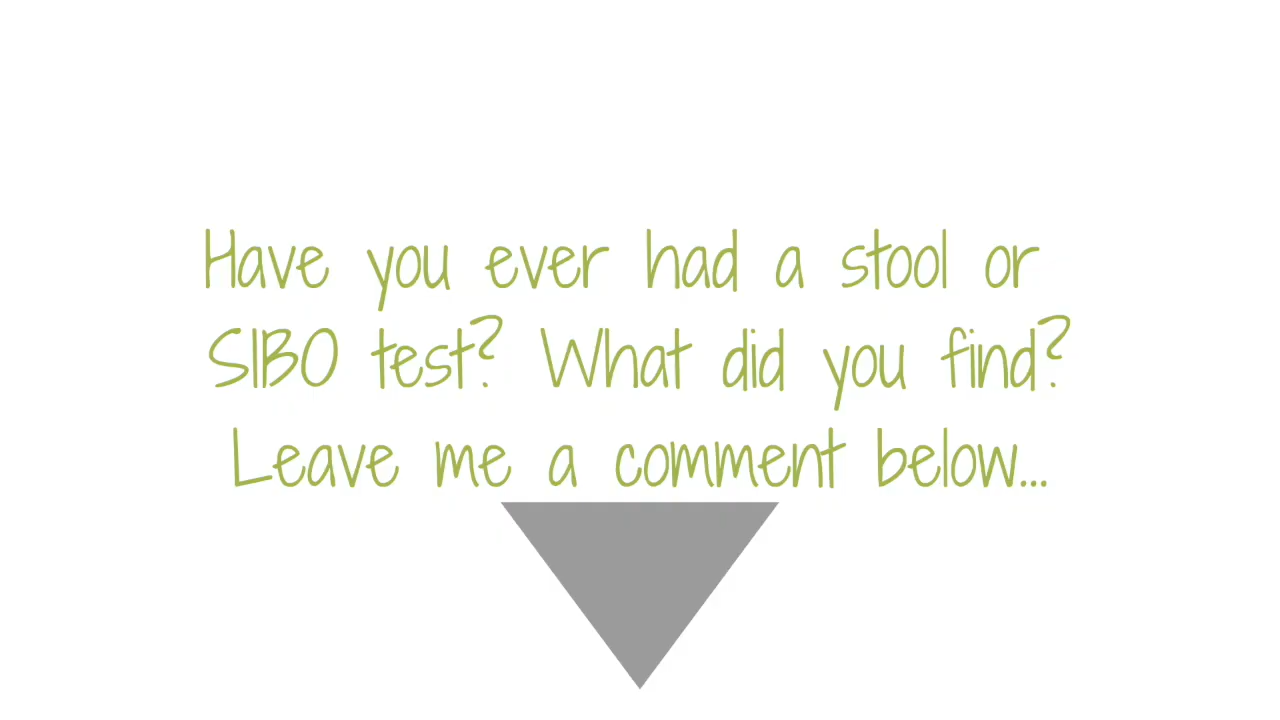 Have you ever had a stool or
SIBO test? What did you find?
Leave me a comment below...